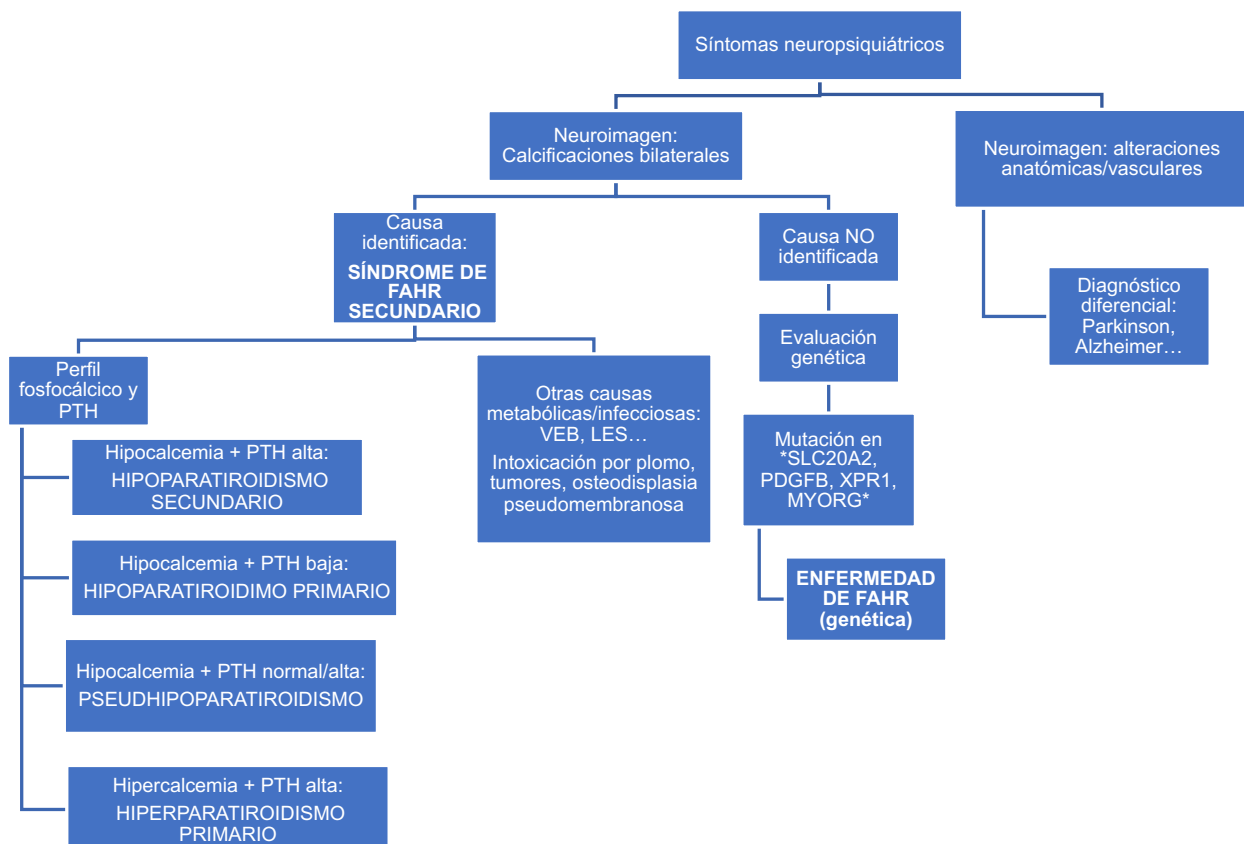 Síntomas neuropsiquiátricos
Neuroimagen:
Calcificaciones bilaterales
Neuroimagen: alteraciones
anatómicas/vasculares
Causa
identificada:
SÍNDROME DE
FAHR
SECUNDARIO
Causa NO
identificada
Diagnóstico
diferencial:
Parkinson,
Alzheimer...
Evaluación
genética
Perfil
fosfocálcico y
PTH
Otras causas
metabólicas/infecciosas:
VEB, LES...
Intoxicación por plomo,
tumores, osteodisplasia
pseudomembranosa
Mutación en
*SLC20A2,
PDGFB, XPR1,
MYORG*
Hipocalcemia + PTH alta:
HIPOPARATIROIDISMO
SECUNDARIO
Hipocalcemia + PTH baja:
HIPOPARATIROIDIMO PRIMARIO
ENFERMEDAD
DE FAHR
(genética)
Hipocalcemia + PTH normal/alta:
PSEUDHIPOPARATIROIDISMO
Hipercalcemia + PTH alta:
HIPERPARATIROIDISMO
PRIMARIO